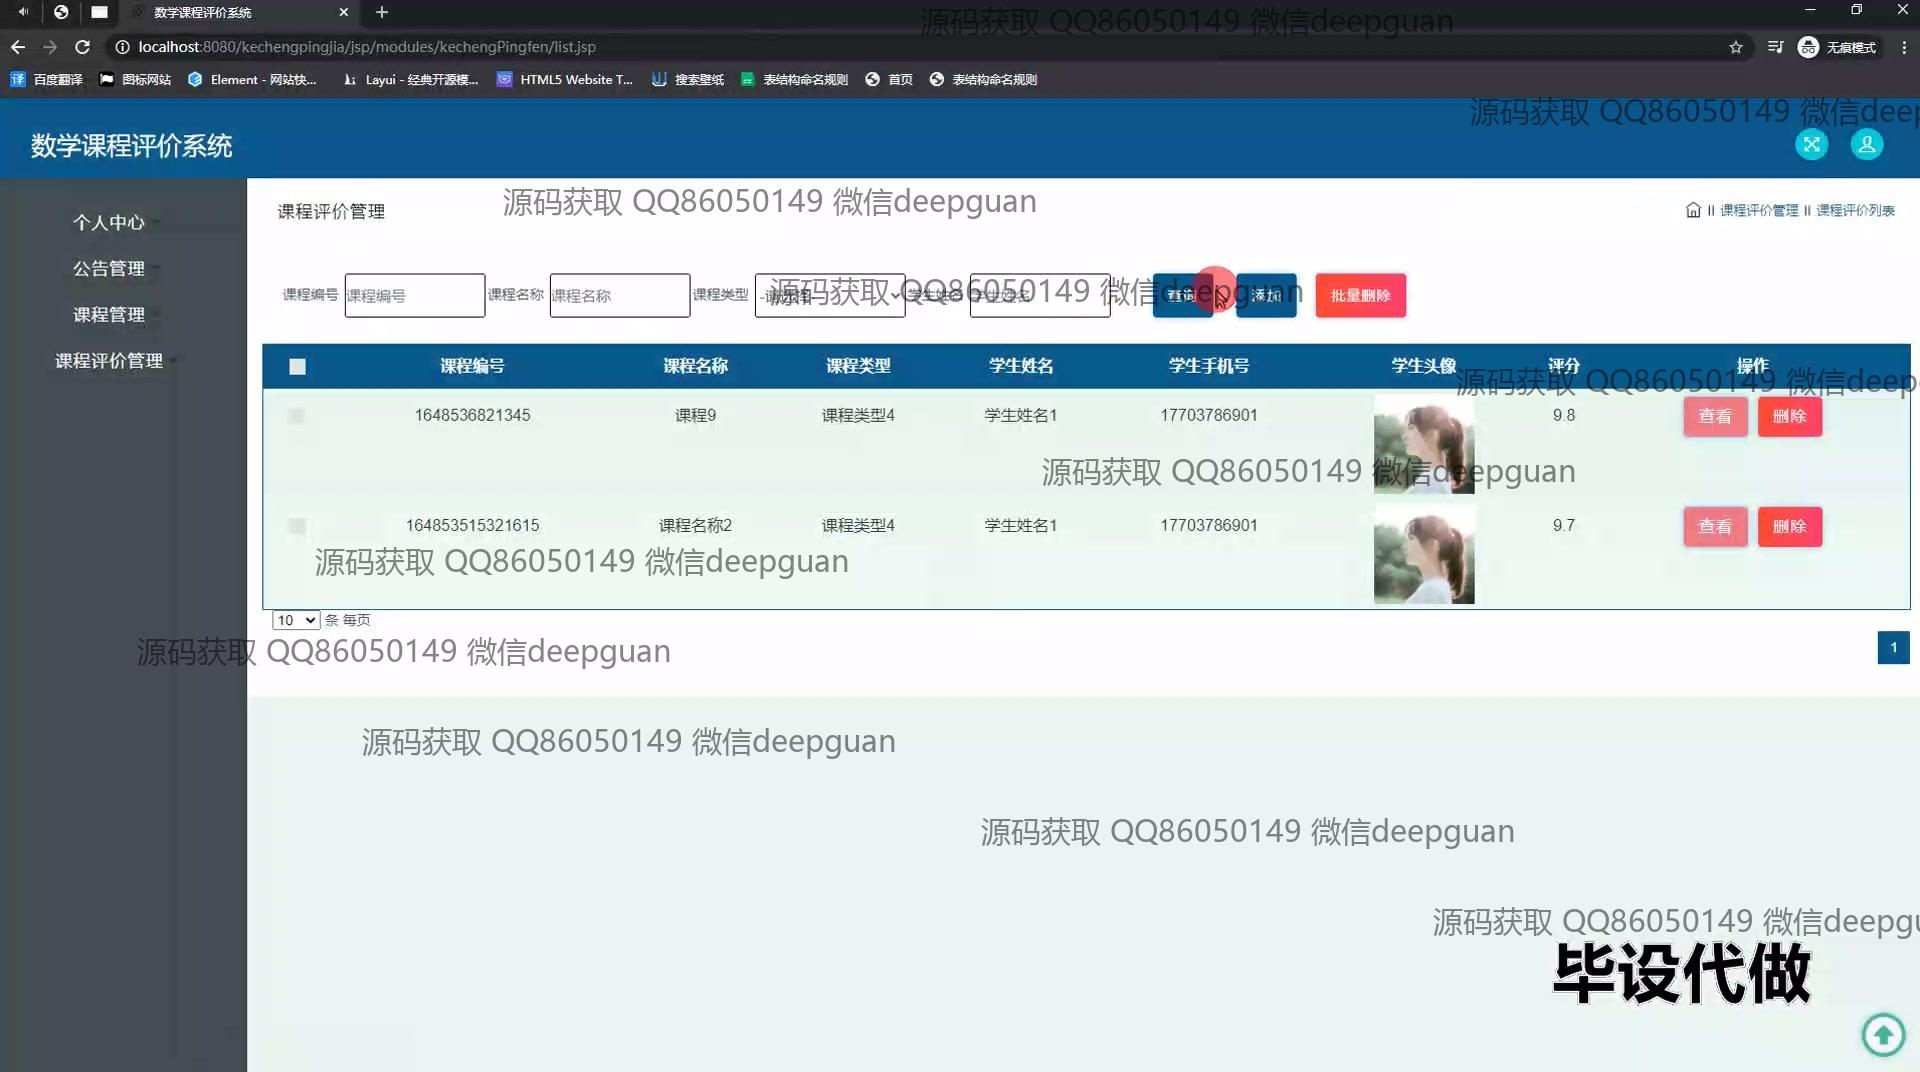 数学课程评价系统
源码获取 QQ86050149 微信deepguan
localhost:8080/kechengpingjia/jsp/modules/kechengPingfen/list.jsp
无痕模式
百度翻译 图标网站 Element - 网站快... Layui - 经典开源模... HTML5 Website T... 搜索壁纸 表结构命名规则 首页 表结构命名规则
源码获取 QQ86050149 微信deep
数学课程评价系统
个人中心
公告管理
课程管理
课程评价管理
课程评价管理
源码获取 QQ86050149 微信deepguan
课程评价管理 课程评价列表
课程编号 课程编号 课程名称 课程名称 课程类型 学生姓名 查询 添加 批量删除
源码获取 QQ86050149 微信deepguan
课程编号 课程名称 课程类型 学生姓名 学生手机号 学生头像 评分 操作
源码获取 QQ86050149 微信deep
1648536821345 课程9 课程类型4 学生姓名1 17703786901 9.8 查看 删除
源码获取 QQ86050149 微信deepguan
164853515321615 课程名称2 课程类型4 学生姓名1 17703786901 9.7 查看 删除
源码获取 QQ86050149 微信deepguan
10 条 每页
源码获取 QQ86050149 微信deepguan
1
源码获取 QQ86050149 微信deepguan
源码获取 QQ86050149 微信deepguan
源码获取 QQ86050149 微信deepgu
毕设代做